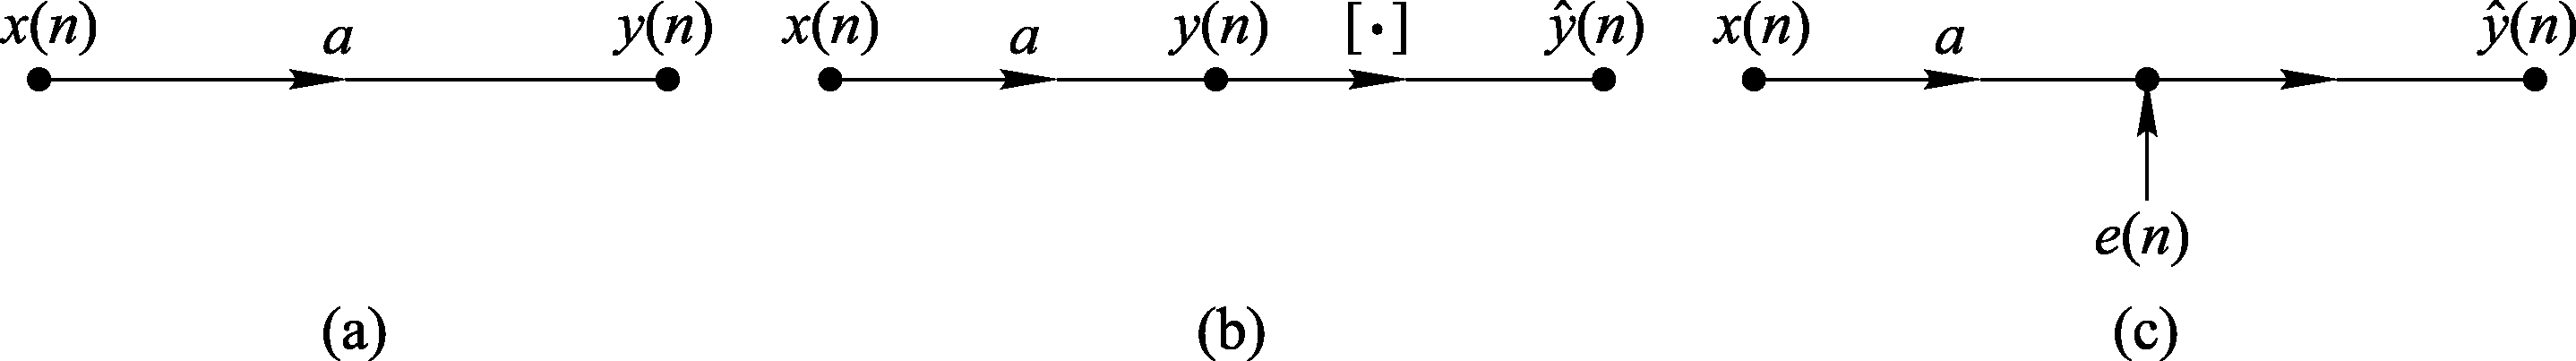 x(n) a y(n) x(n) a y(n) [·] ŷ(n) x(n) a ŷ(n)
e(n)
(a) (b) (c)